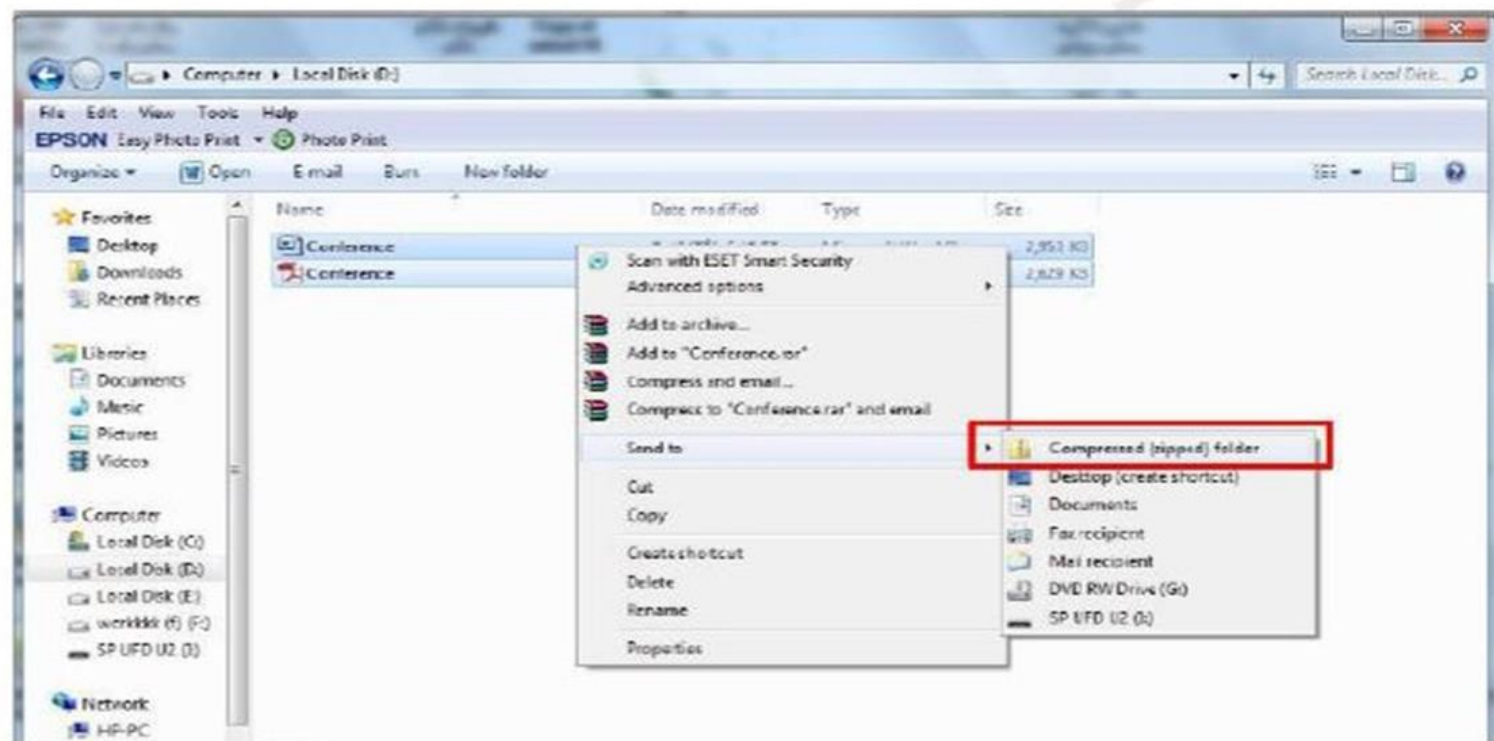 Computer ▸ Local Disk (D:)
Search Local Disk...
File Edit View Tools Help
EPSON Easy Photo Print Photo Print
Organize Open E-mail Burn New folder
Name Date modified Type Size
Favorites
Desktop
Downloads
Recent Places
Libraries
Documents
Music
Pictures
Videos
Computer
Local Disk (C:)
Local Disk (D:)
Local Disk (E:)
(F:)
SP UFD U2 (I:)
Network
HP-PC
Conference 2,953 KB
Conference 2,629 KB
Scan with ESET Smart Security
Advanced options
Add to archive...
Add to "Conference.rar"
Compress and email...
Compress to "Conference.rar" and email
Send to
Cut
Copy
Create shortcut
Delete
Rename
Properties
Compressed (zipped) folder
Desktop (create shortcut)
Documents
Fax recipient
Mail recipient
DVD RW Drive (G:)
SP UFD U2 (I:)